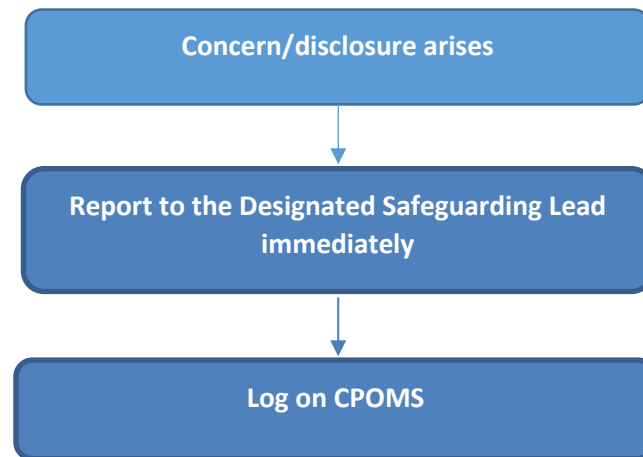 Concern/disclosure arises
Report to the Designated Safeguarding Lead
immediately
Log on CPOMS